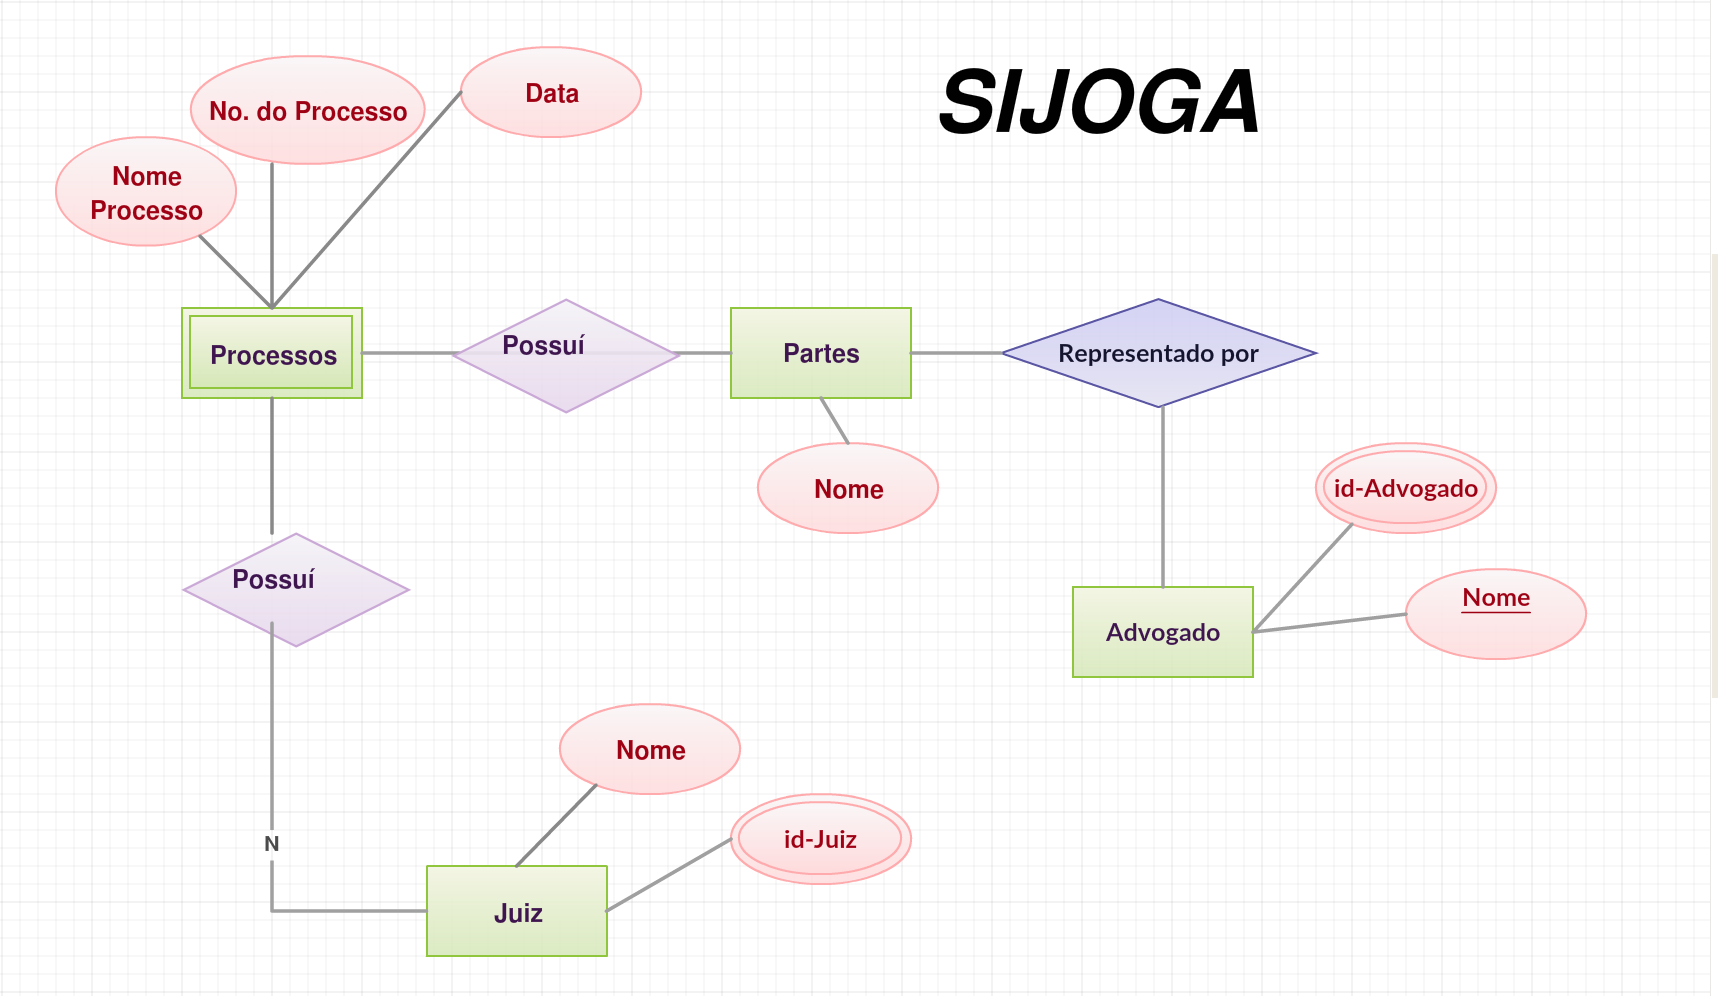 SIJOGA
Data
No. do Processo
Nome
Processo
Processos
Possuí
Partes
Representado por
Nome
id-Advogado
Nome
Advogado
Possuí
Nome
id-Juiz
N
Juiz